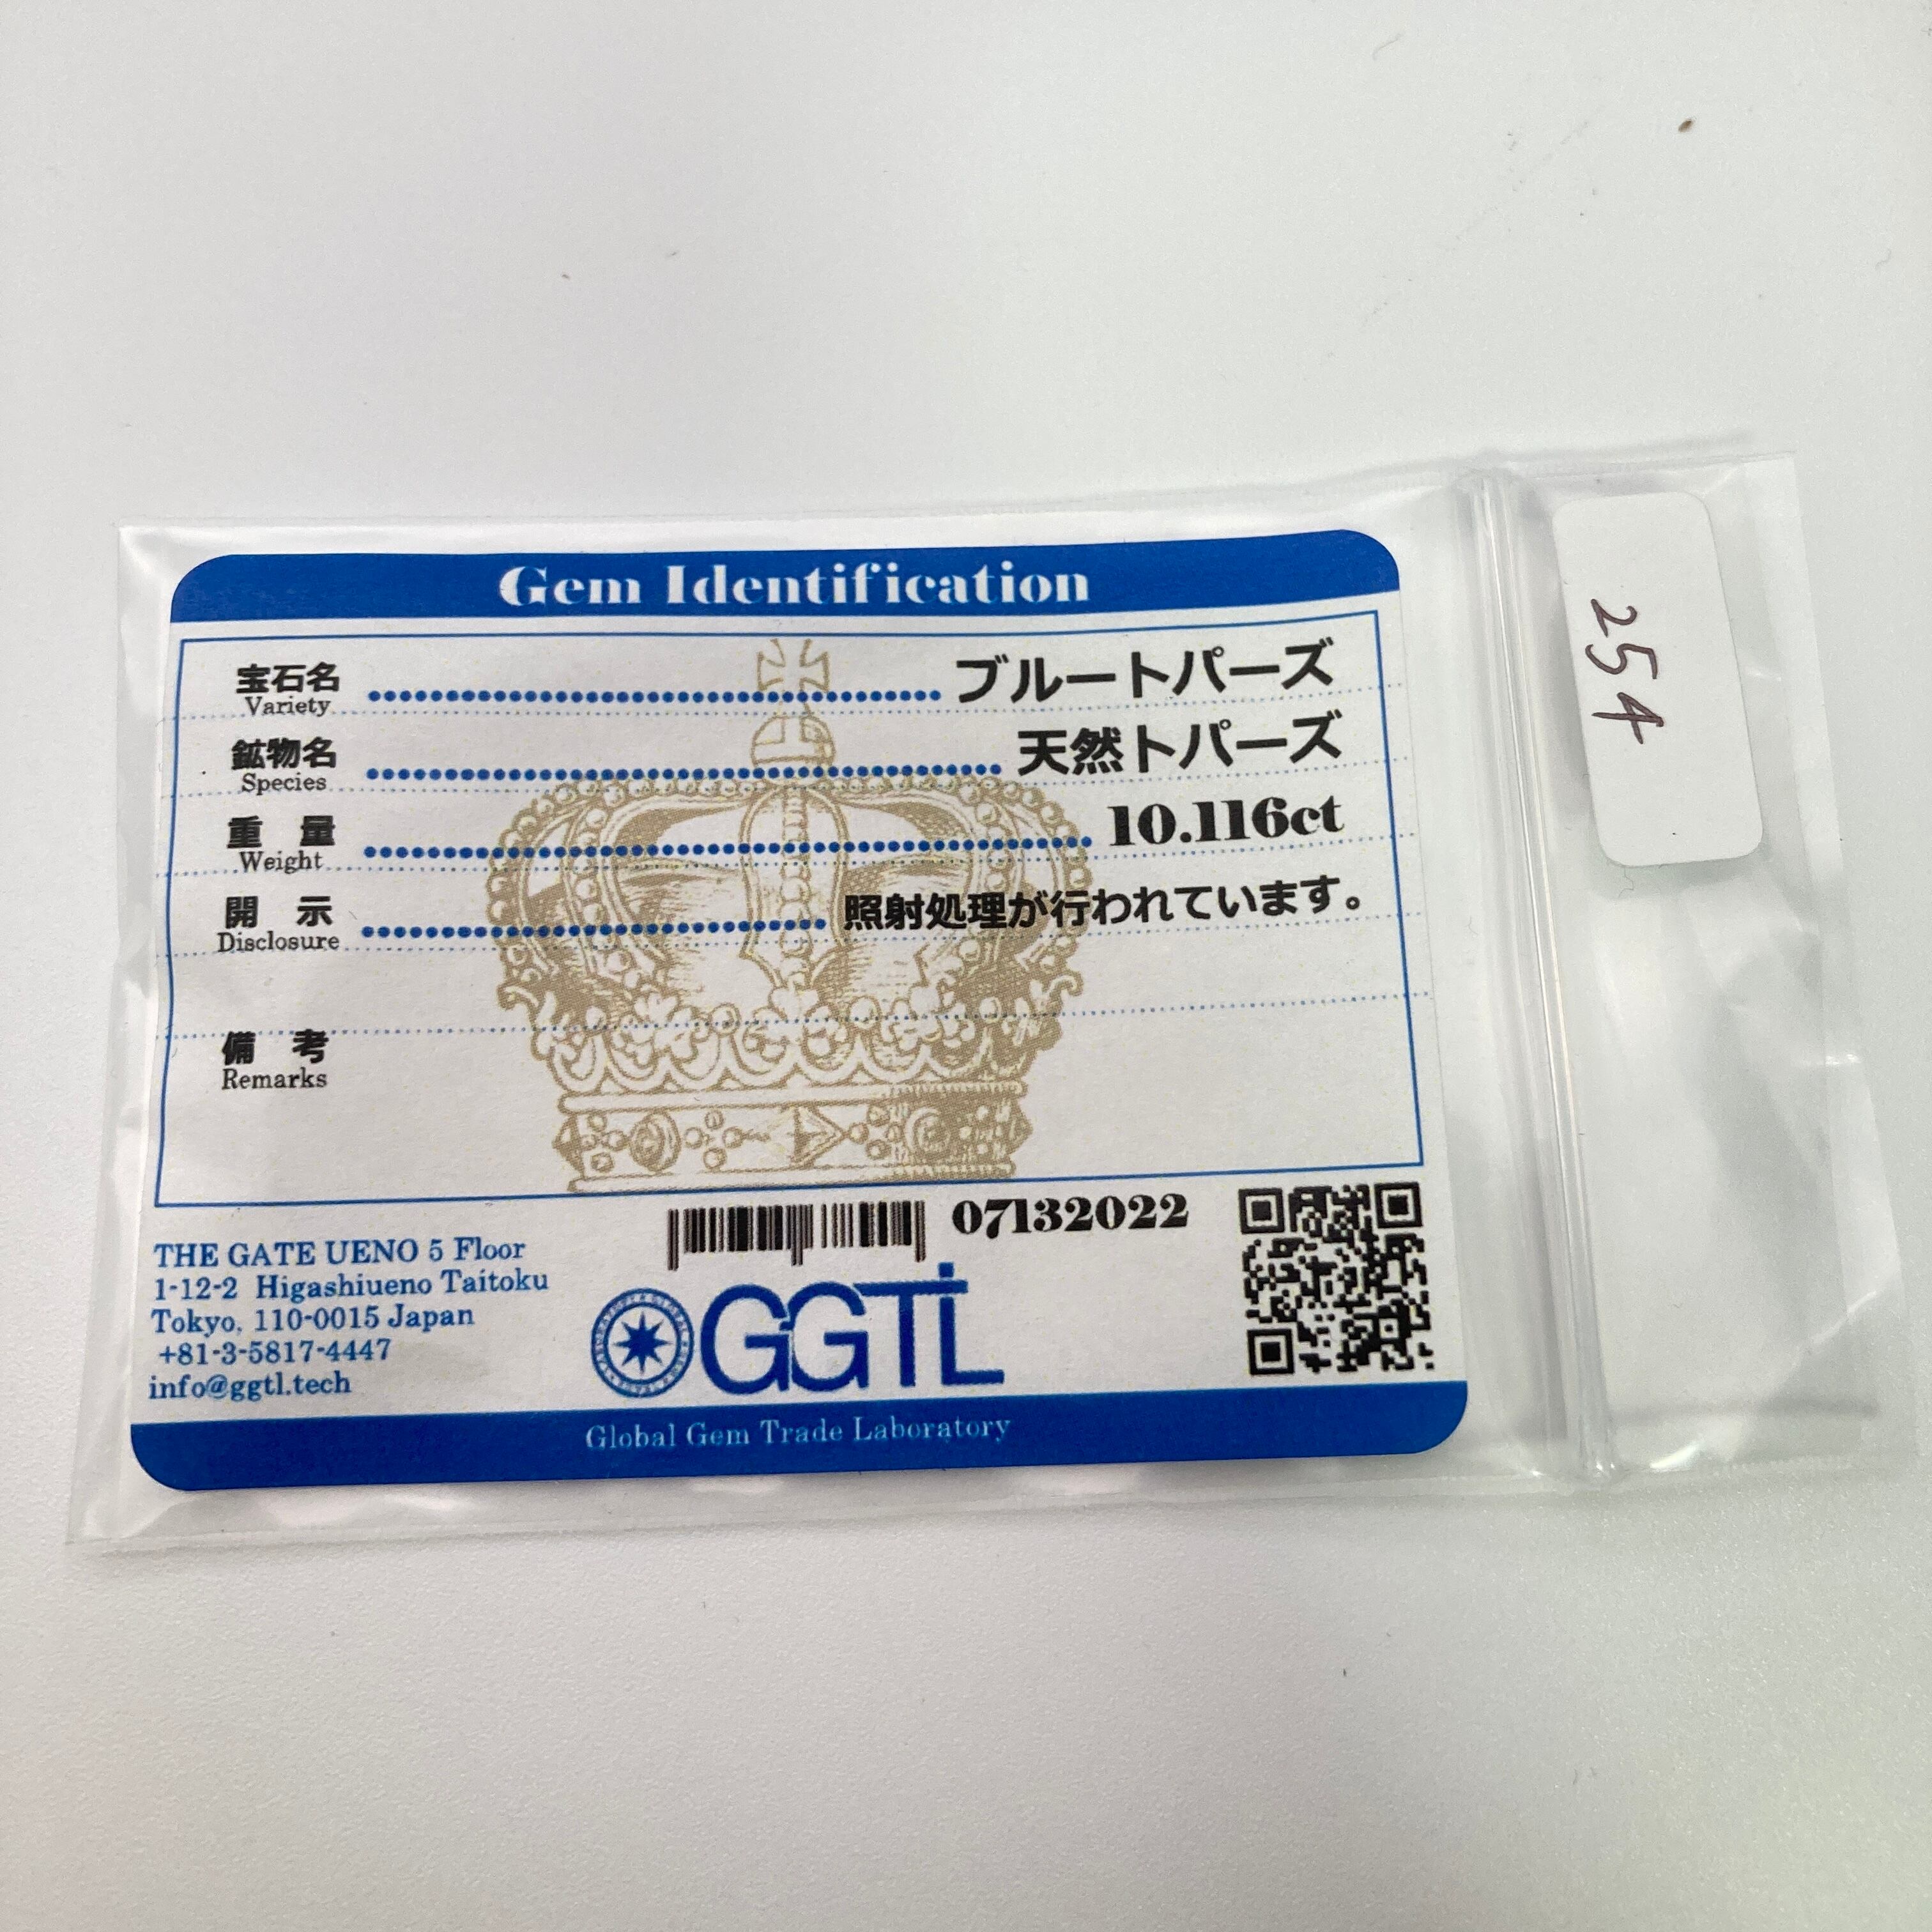 Gem Identification
宝石名 ブルートパーズ
Variety
鉱物名 天然トパーズ
Species
重 量 10.116ct
Weight
開 示 照射処理が行われています。
Disclosure
備 考
Remarks
07132022
THE GATE UENO 5 Floor
1-12-2 Higashiueno Taitoku
Tokyo, 110-0015 Japan
+81-3-5817-4447
info@ggtl.tech
GGTL
Global Gem Trade Laboratory
254